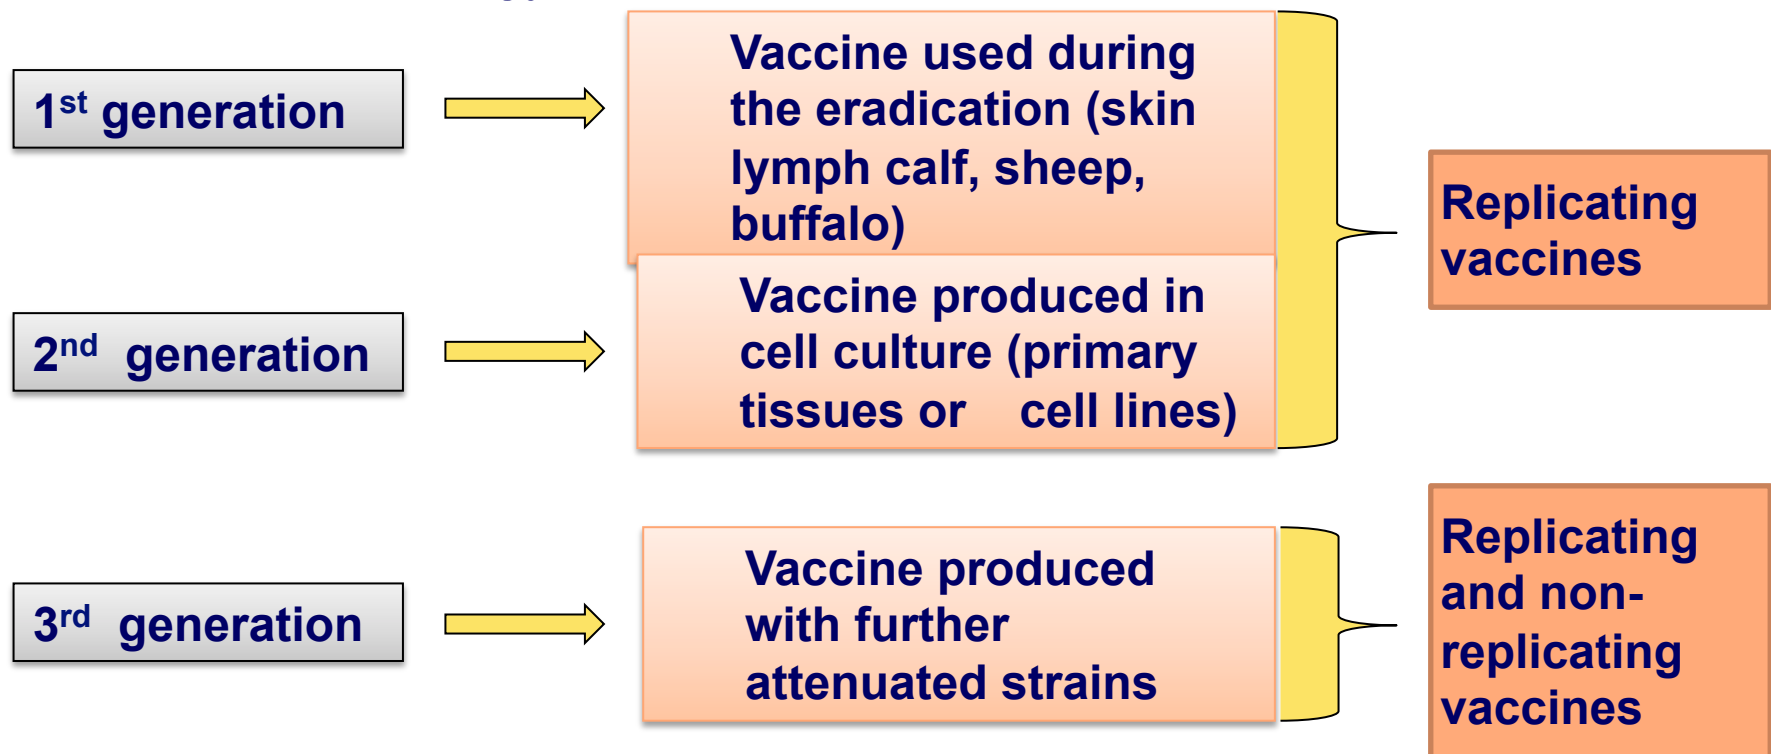 1st generation
Vaccine used during
the eradication (skin
lymph calf, sheep,
buffalo)
2nd generation
Vaccine produced in
cell culture (primary
tissues or cell lines)
Replicating
vaccines
3rd generation
Vaccine produced
with further
attenuated strains
Replicating
and non-
replicating
vaccines